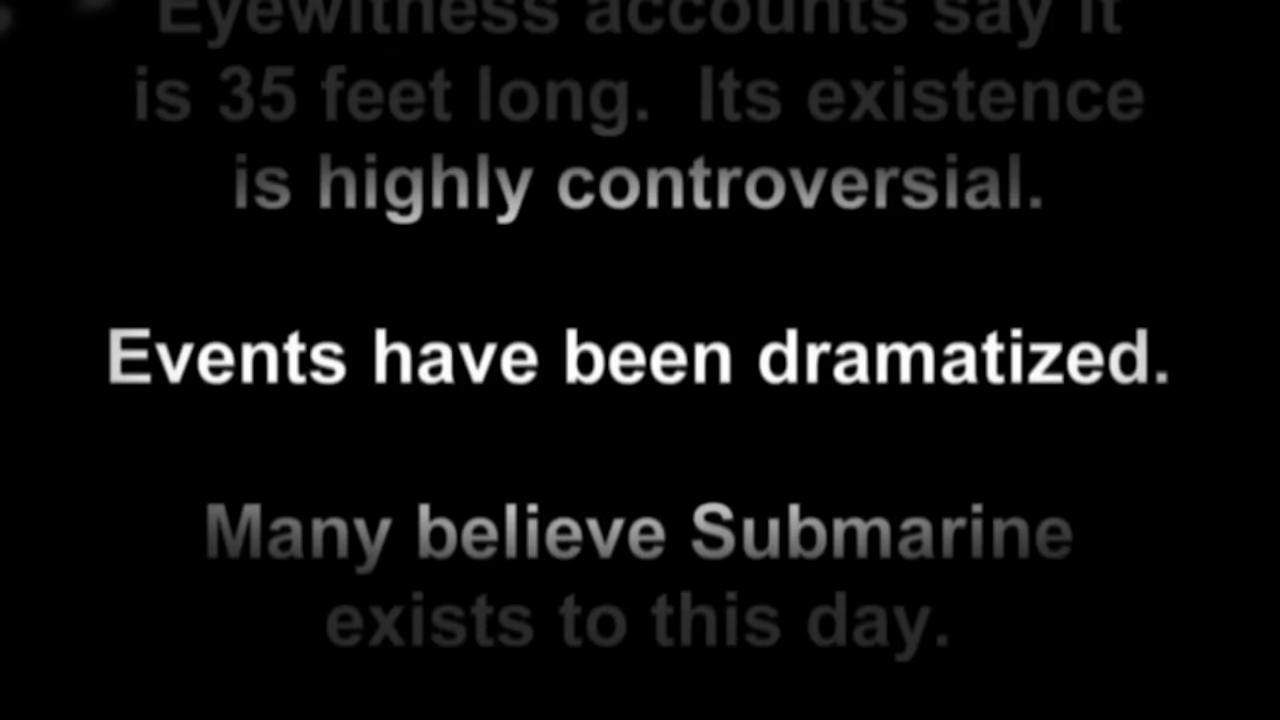 Eyewitness accounts say it
is 35 feet long.  Its existence
is highly controversial.
Events have been dramatized.
Many believe Submarine
exists to this day.